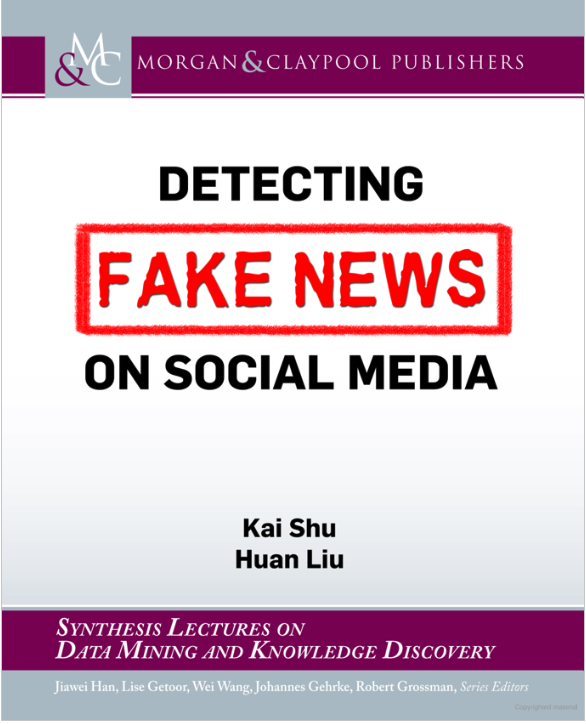 M&C MORGAN & CLAYPOOL PUBLISHERS
DETECTING
FAKE NEWS
ON SOCIAL MEDIA
Kai Shu
Huan Liu
SYNTHESIS LECTURES ON
DATA MINING AND KNOWLEDGE DISCOVERY
Jiawei Han, Lise Getoor, Wei Wang, Johannes Gehrke, Robert Grossman, Series Editors
Copyrighted material